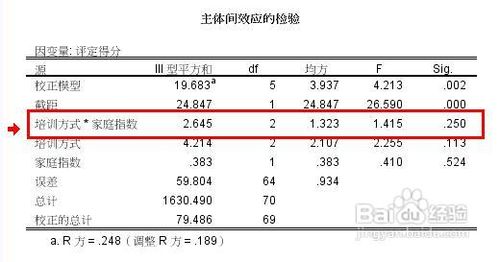 主体间效应的检验
因变量: 评定得分
源 III 型平方和 df 均方 F Sig.
校正模型 19.683a 5 3.937 4.213 .002
截距 24.847 1 24.847 26.590 .000
培训方式 * 家庭指数 2.645 2 1.323 1.415 .250
培训方式 4.214 2 2.107 2.255 .113
家庭指数 .383 1 .383 .410 .524
误差 59.804 64 .934
总计 1630.490 70
校正的总计 79.486 69
a. R 方 = .248（调整 R 方 = .189）
Baidu 经验
jingyan.baidu.com